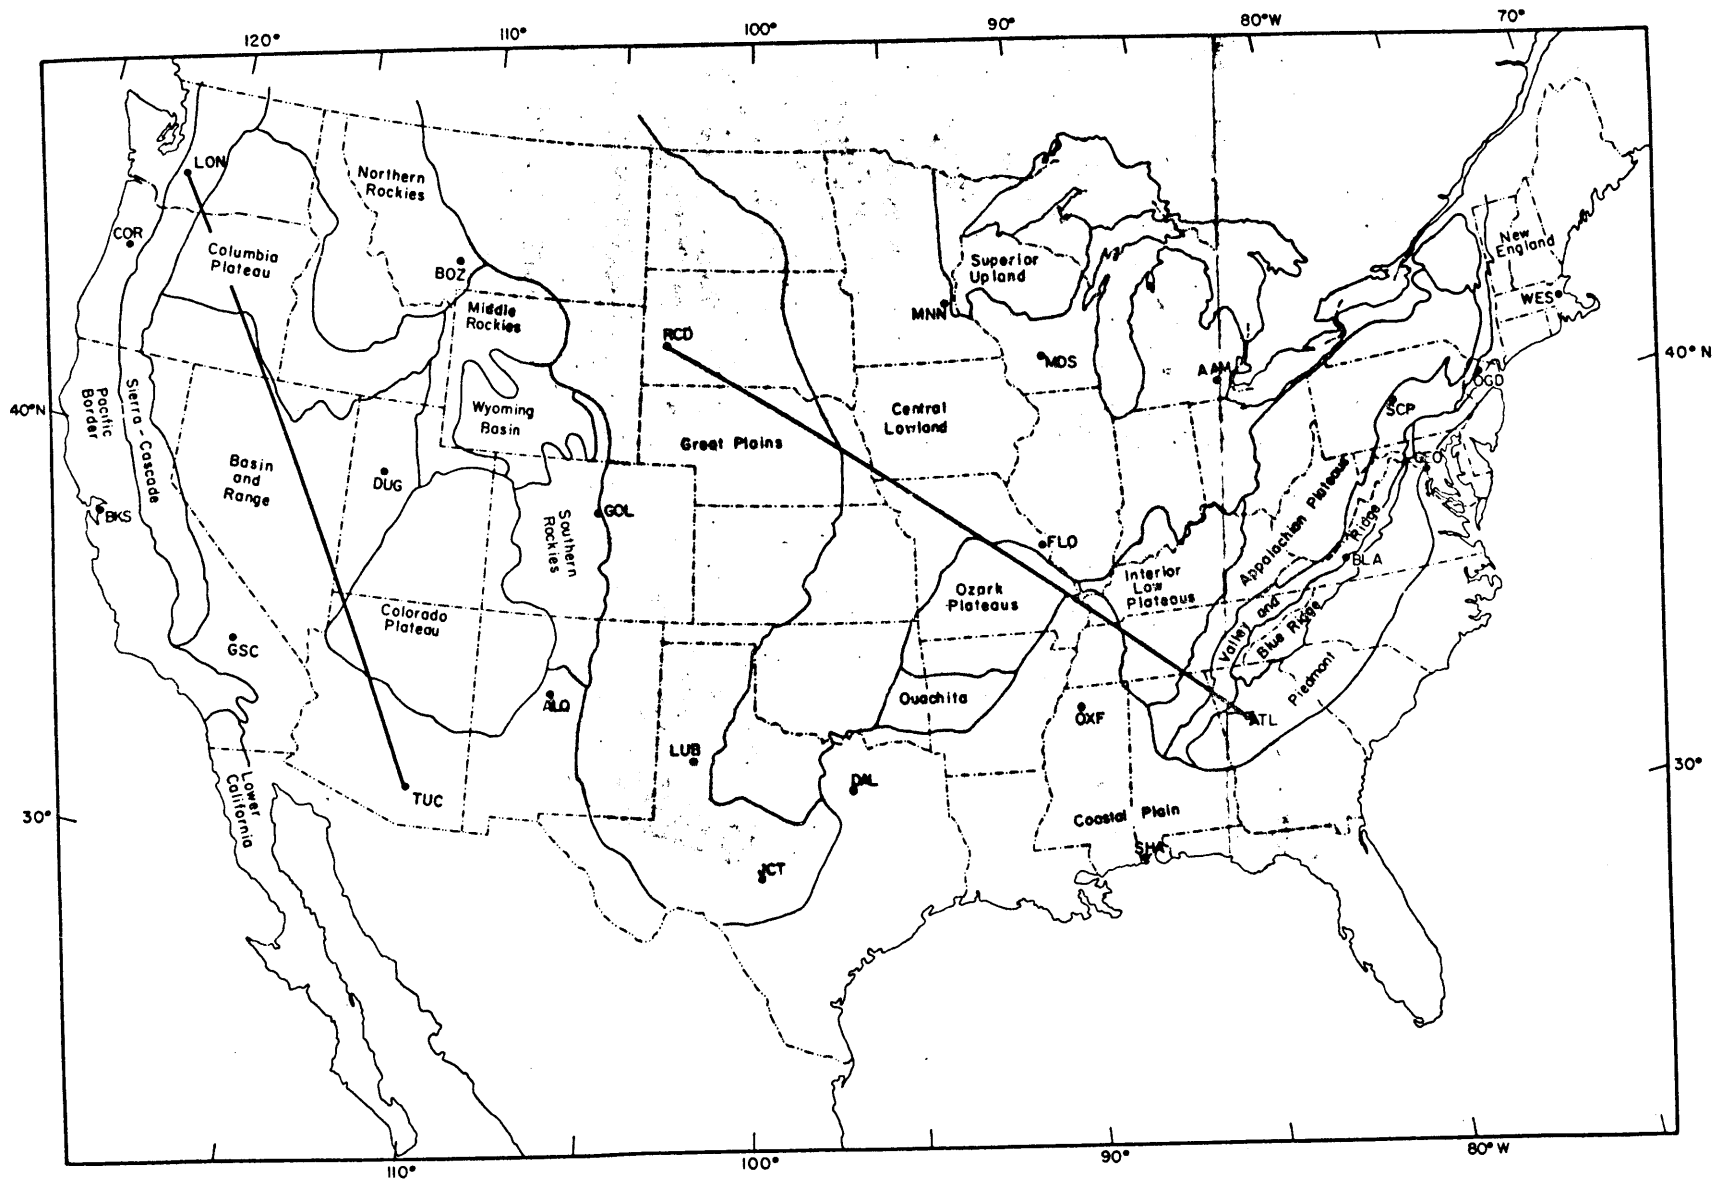 120°
110°
100°
90°
80°W
70°
LON
Northern
Rockies
COR
Columbia
Plateau
BOZ
Superior
Upland
New
England
WES
Middle
Rockies
MNN
RCD
MDS
AAM
40°N
OGD
Pacific
Border
Sierra-Cascade
40°N
Wyoming
Basin
Central
Lowland
SCP
Great Plains
GEO
Basin
and
Range
DUG
BKS
Southern
Rockies
GOL
FLO
Appalachian Plateaus
Valley and Ridge
BLA
Interior
Low
Plateaus
Ozark
Plateaus
Blue Ridge
Colorado
Plateau
GSC
Piedmont
ALQ
Ouachita
OXF
ATL
LUB
DAL
30°
TUC
Lower
California
30°
Coastal Plain
SHA
JCT
110°
100°
90°
80°W